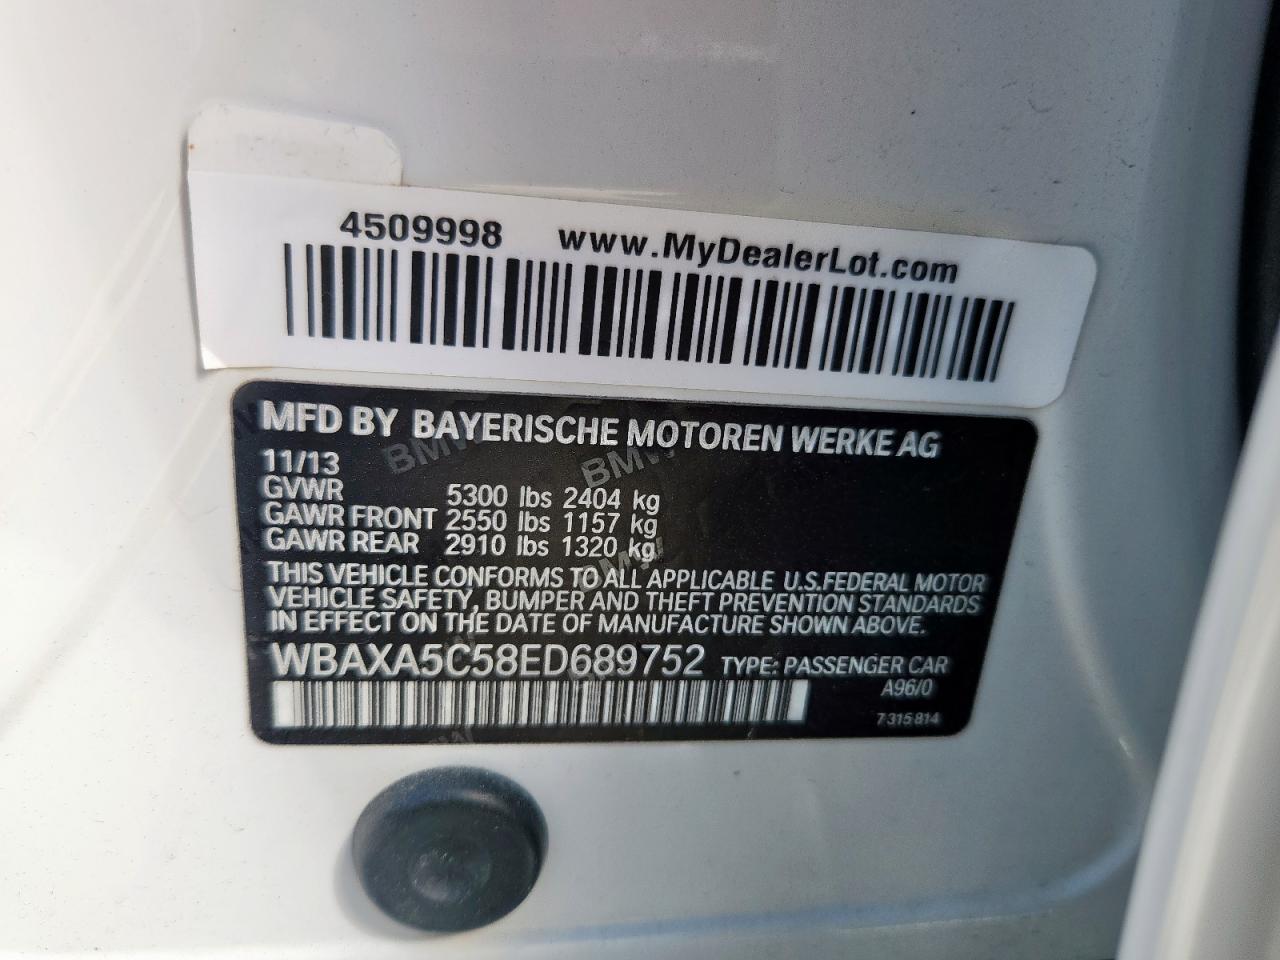 4509998 www.MyDealerLot.com
MFD BY BAYERISCHE MOTOREN WERKE AG
11/13
GVWR 5300 lbs 2404 kg
GAWR FRONT 2550 lbs 1157 kg
GAWR REAR 2910 lbs 1320 kg
THIS VEHICLE CONFORMS TO ALL APPLICABLE U.S.FEDERAL MOTOR
VEHICLE SAFETY, BUMPER AND THEFT PREVENTION STANDARDS
IN EFFECT ON THE DATE OF MANUFACTURE SHOWN ABOVE.
WBAXA5C58ED689752 TYPE: PASSENGER CAR
A96/0
7 315 814
BMW
BMW
BMW